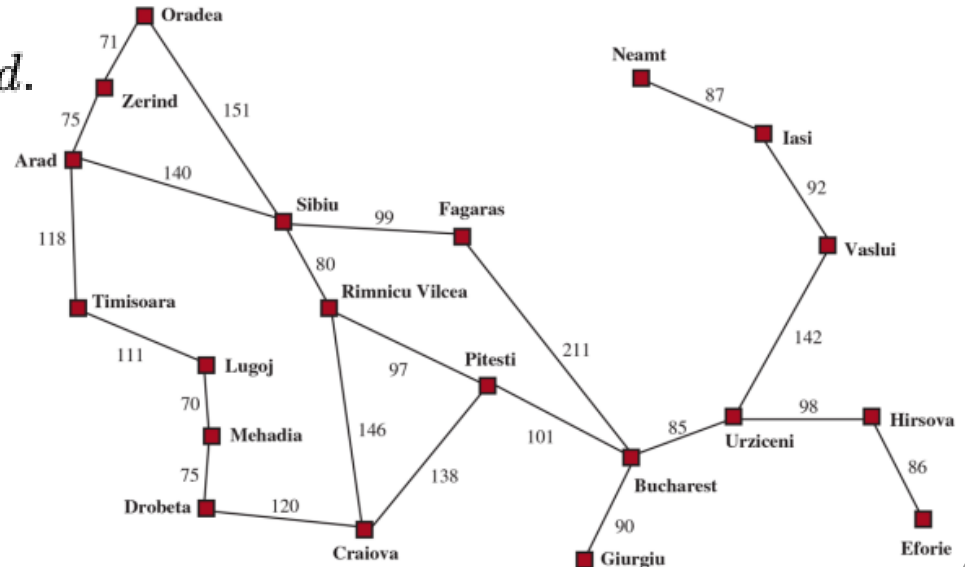 Oradea
71
Neamt
d.
Zerind
87
151
75
Iasi
Arad
140
92
Sibiu
99
Fagaras
118
80
Vaslui
Timisoara
Rimnicu Vilcea
142
111
211
Lugoj
97
Pitesti
70
98
Hirsova
146
85
Mehadia
101
Urziceni
75
138
86
Bucharest
Drobeta
120
90
Craiova
Eforie
Giurgiu